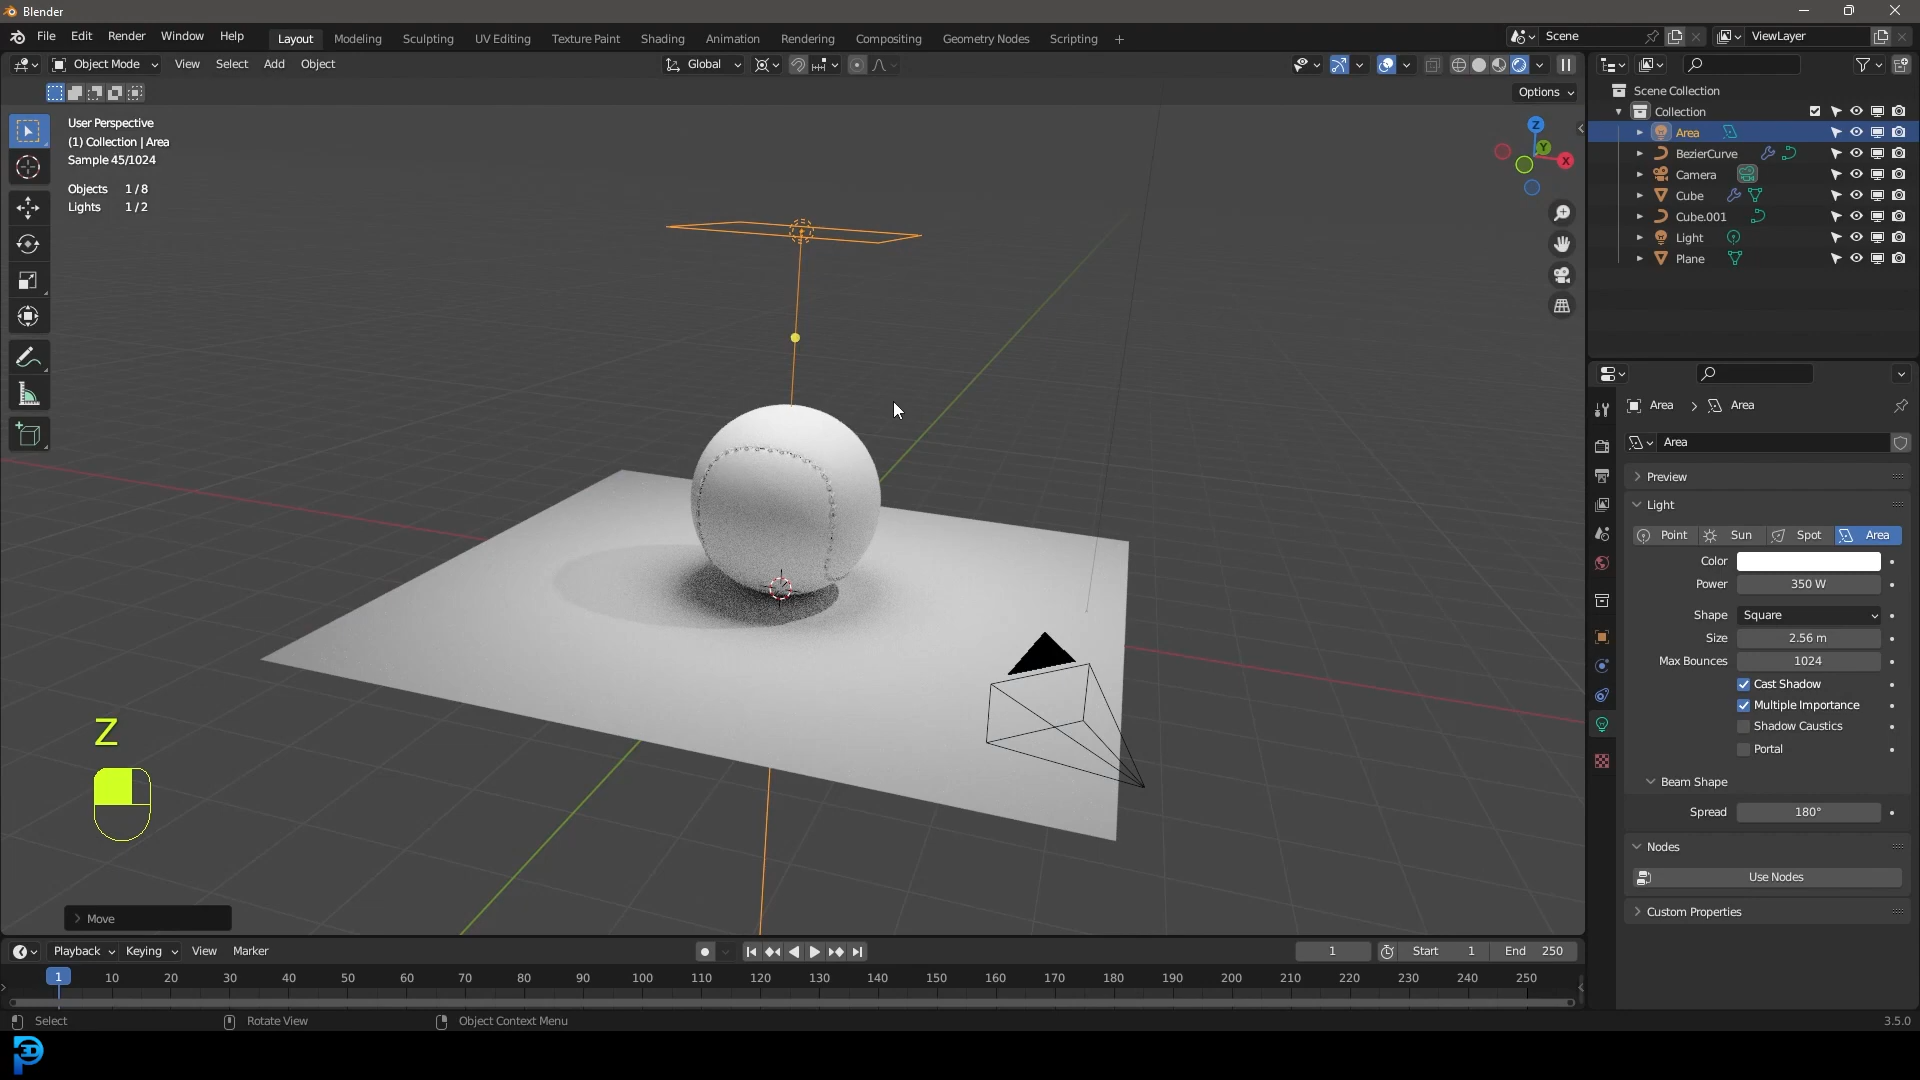 Blender
File Edit Render Window Help Layout Modeling Sculpting UV Editing Texture Paint Shading Animation Rendering Compositing Geometry Nodes Scripting + Scene ViewLayer
Object Mode View Select Add Object Global
Options
User Perspective
(1) Collection | Area
Sample 45/1024
Objects 1/8
Lights 1/2
Z
Y
X
Z
Move
Scene Collection
Collection
Area
BezierCurve
Camera
Cube
Cube.001
Light
Plane
Area > Area
Area
Preview
Light
Point Sun Spot Area
Color
Power 350 W
Shape Square
Size 2.56 m
Max Bounces 1024
Cast Shadow
Multiple Importance
Shadow Caustics
Portal
Beam Shape
Spread 180°
Nodes
Use Nodes
Custom Properties
Playback Keying View Marker 1 Start 1 End 250
1 10 20 30 40 50 60 70 80 90 100 110 120 130 140 150 160 170 180 190 200 210 220 230 240 250
Select Rotate View Object Context Menu 3.5.0
3D